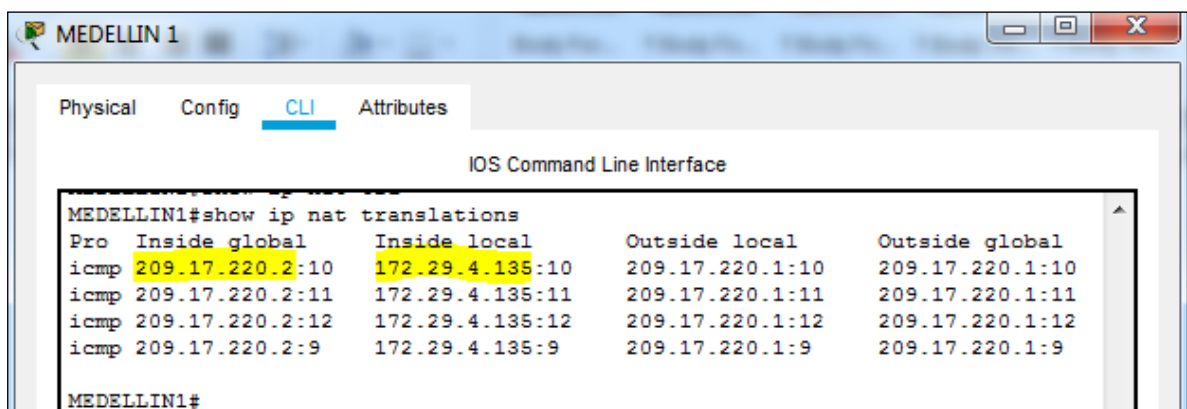 MEDELLIN 1
Physical Config CLI Attributes
IOS Command Line Interface
MEDELLIN1#show ip nat translations
Pro Inside global Inside local Outside local Outside global
icmp 209.17.220.2:10 172.29.4.135:10 209.17.220.1:10 209.17.220.1:10
icmp 209.17.220.2:11 172.29.4.135:11 209.17.220.1:11 209.17.220.1:11
icmp 209.17.220.2:12 172.29.4.135:12 209.17.220.1:12 209.17.220.1:12
icmp 209.17.220.2:9 172.29.4.135:9 209.17.220.1:9 209.17.220.1:9
MEDELLIN1#